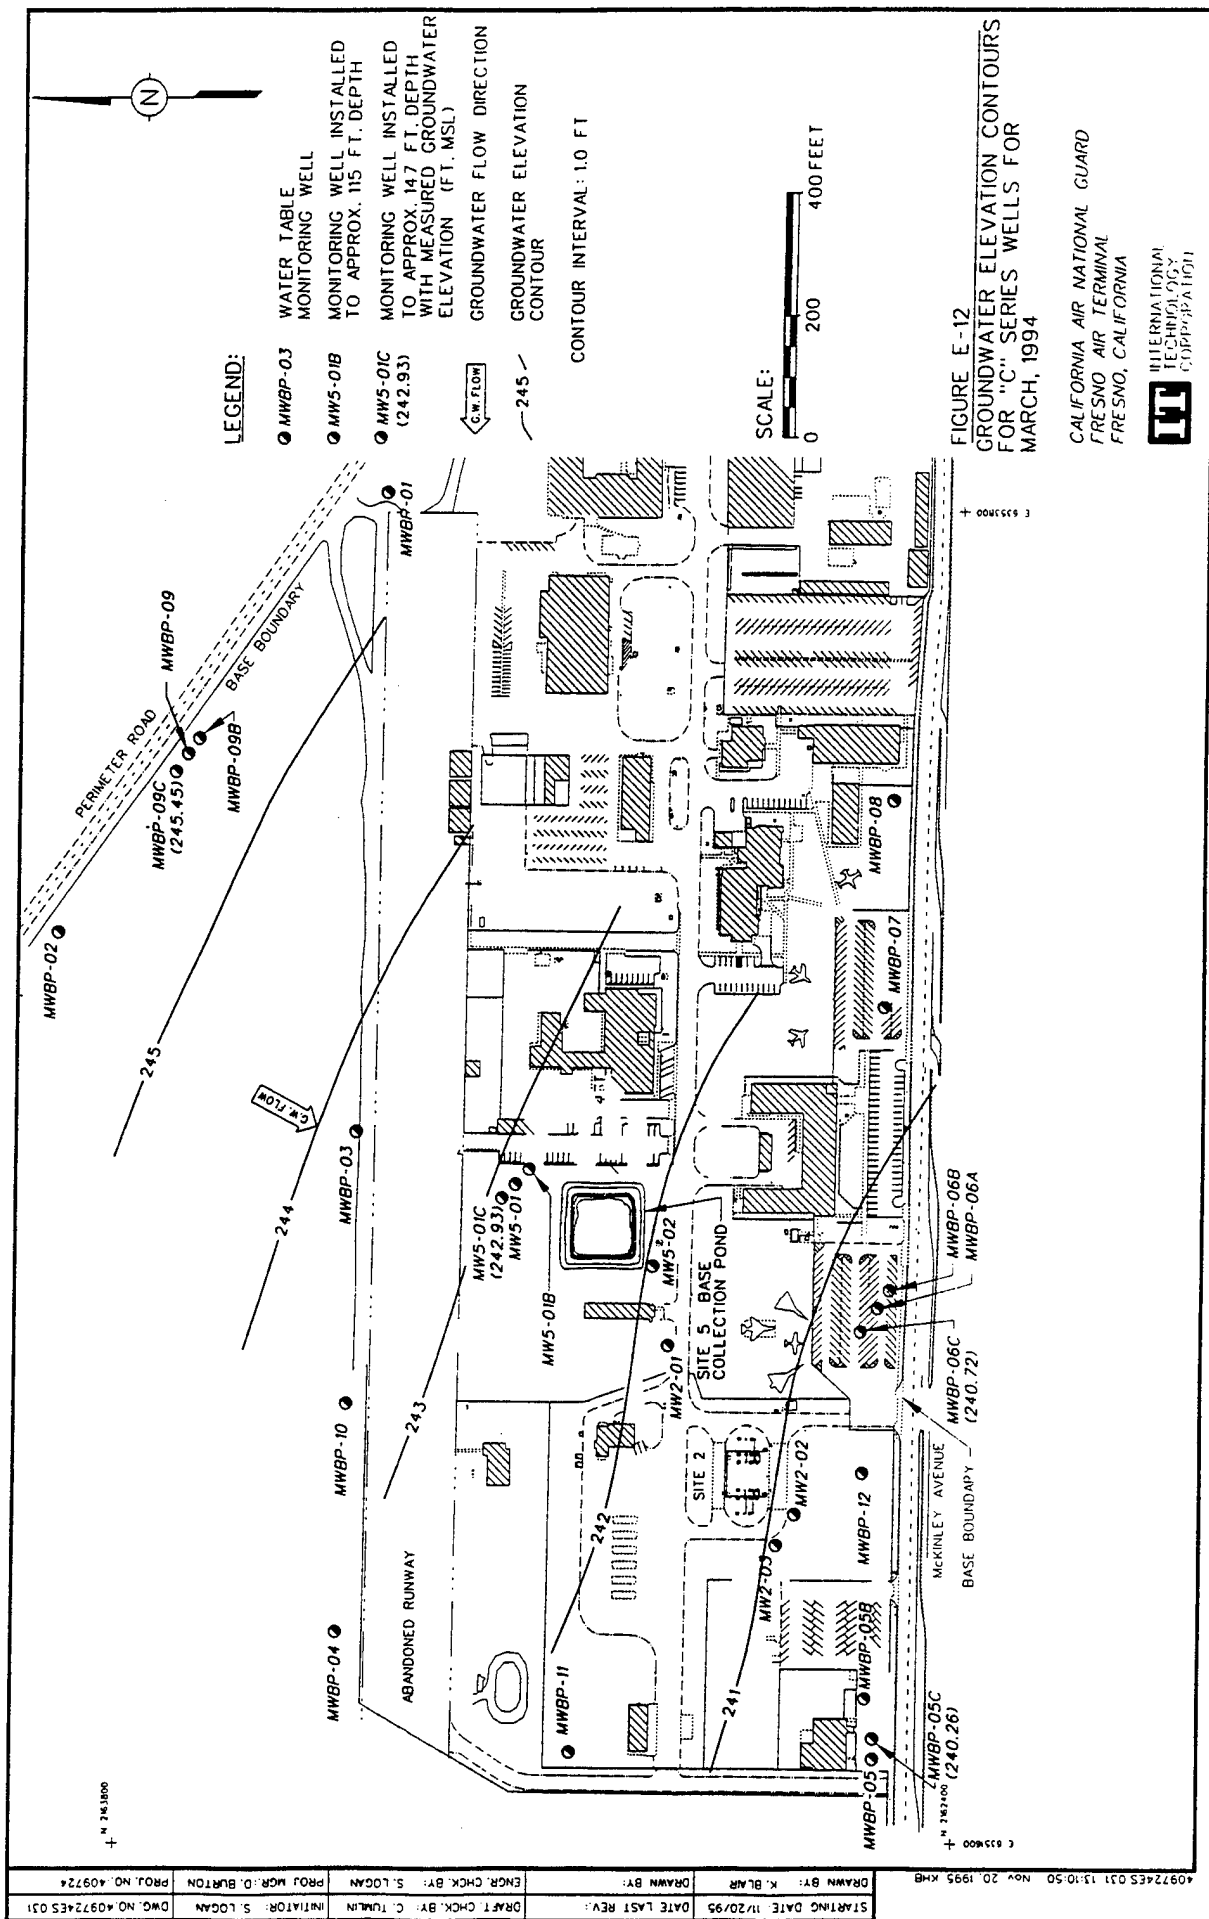 N
LEGEND:
MWBP-03
WATER TABLE
MONITORING WELL
MW5-01B
MONITORING WELL INSTALLED
TO APPROX. 115 FT. DEPTH
MW5-01C
(242.93)
MONITORING WELL INSTALLED
TO APPROX. 147 FT. DEPTH
WITH MEASURED GROUNDWATER
ELEVATION (FT. MSL)
G.W. FLOW
GROUNDWATER FLOW DIRECTION
245
GROUNDWATER ELEVATION
CONTOUR
CONTOUR INTERVAL: 1.0 FT
SCALE:
0 200 400 FEET
FIGURE E-12
GROUNDWATER ELEVATION CONTOURS
FOR "C" SERIES WELLS FOR
MARCH, 1994
CALIFORNIA AIR NATIONAL GUARD
FRESNO AIR TERMINAL
FRESNO, CALIFORNIA
INTERNATIONAL
TECHNOLOGY
CORPORATION
PERIMETER ROAD
BASE BOUNDARY
MWBP-09
MWBP-09C
(245.45)
MWBP-09B
MWBP-01
MWBP-02
245
244
G.W. FLOW
MWBP-03
243
MWBP-10
MWBP-04
ABANDONED RUNWAY
MW5-01C
(242.93)
MW5-01
MW5-01B
MW5-02
SITE 5 BASE
COLLECTION POND
MW2-01
242
SITE 2
MW2-02
MW2-03
241
MWBP-11
MWBP-08
MWBP-07
MWBP-06B
MWBP-06A
MWBP-06C
(240.72)
MWBP-12
McKINLEY AVENUE
BASE BOUNDARY
MWBP-05B
MWBP-05C
(240.26)
MWBP-05
N 2163800
N 2162400
E 6351600
E 6353800
STARTING DATE: 11/20/95
DATE LAST REV.:
DRAFT. CHCK. BY: C. TUMLIN
INITIATOR: S. LOGAN
DWG. NO.:409724ES.031
DRAWN BY: K. BLAIR
DRAWN BY:
ENGR. CHCK. BY: S. LOGAN
PROJ. MGR.: D. BURTON
PROJ. NO.:409724
409724ES.031 13:10:50 Nov. 20, 1995 KHB